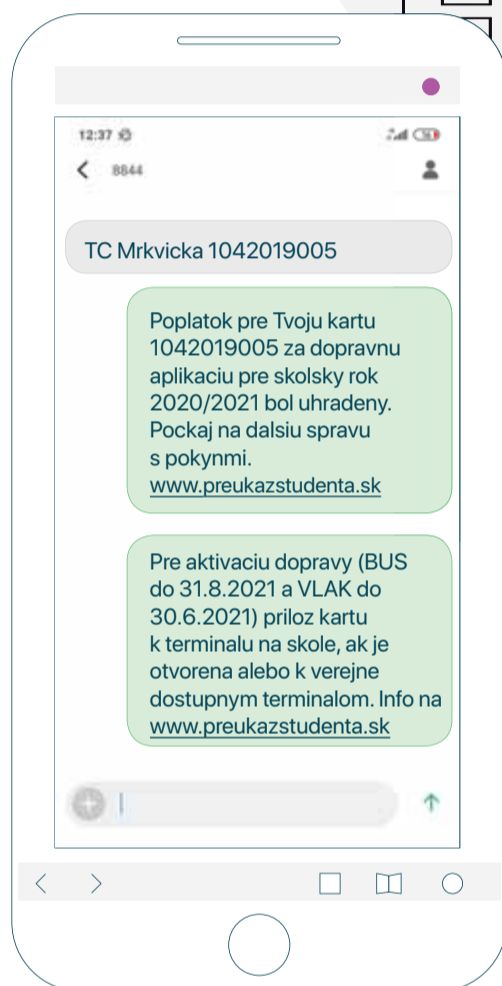 12:37
8844
TC Mrkvicka 1042019005
Poplatok pre Tvoju kartu
1042019005 za dopravnu
aplikaciu pre skolsky rok
2020/2021 bol uhradeny.
Pockaj na dalsiu spravu
s pokynmi.
www.preukazstudenta.sk
Pre aktivaciu dopravy (BUS
do 31.8.2021 a VLAK do
30.6.2021) priloz kartu
k terminalu na skole, ak je
otvorena alebo k verejne
dostupnym terminalom. Info na
www.preukazstudenta.sk